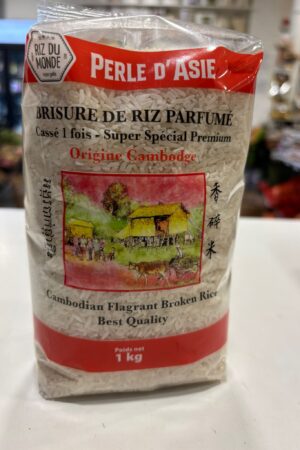 RIZ DU
MONDE
PERLE D'ASIE
BRISURE DE RIZ PARFUMÉ
Cassé 1 fois - Super Spécial Premium
Origine Cambodge
香碎米
Cambodian Flagrant Broken Rice
Best Quality
Poids net
1 kg